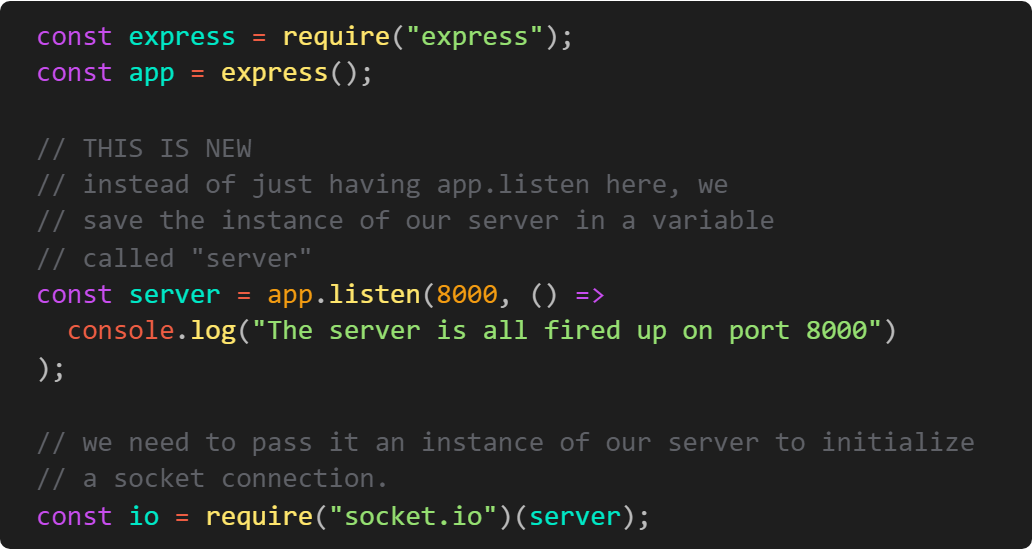 const express = require("express");
const app = express();
// THIS IS NEW
// instead of just having app.listen here, we
// save the instance of our server in a variable
// called "server"
const server = app.listen(8000, () =>
  console.log("The server is all fired up on port 8000")
);
// we need to pass it an instance of our server to initialize
// a socket connection.
const io = require("socket.io")(server);